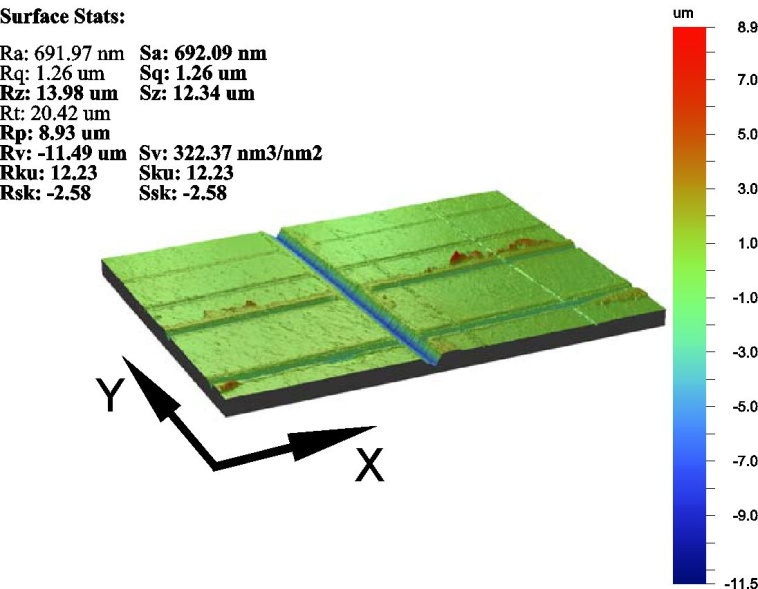 Surface Stats:
Ra: 691.97 nm Sa: 692.09 nm
Rq: 1.26 um Sq: 1.26 um
Rz: 13.98 um Sz: 12.34 um
Rt: 20.42 um
Rp: 8.93 um
Rv: -11.49 um Sv: 322.37 nm3/nm2
Rku: 12.23 Sku: 12.23
Rsk: -2.58 Ssk: -2.58
um
8.9
7.0
5.0
3.0
1.0
-1.0
-3.0
-5.0
-7.0
-9.0
-11.5
Y
X